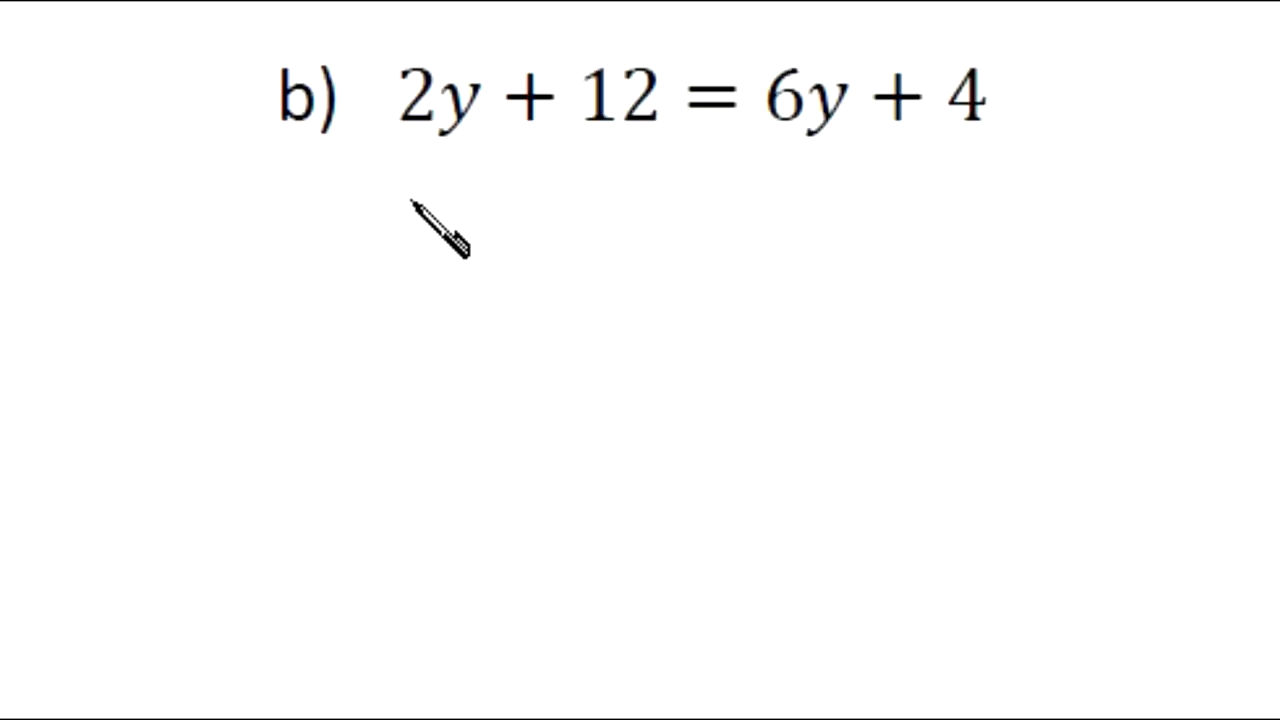 b) 2y + 12 = 6y + 4